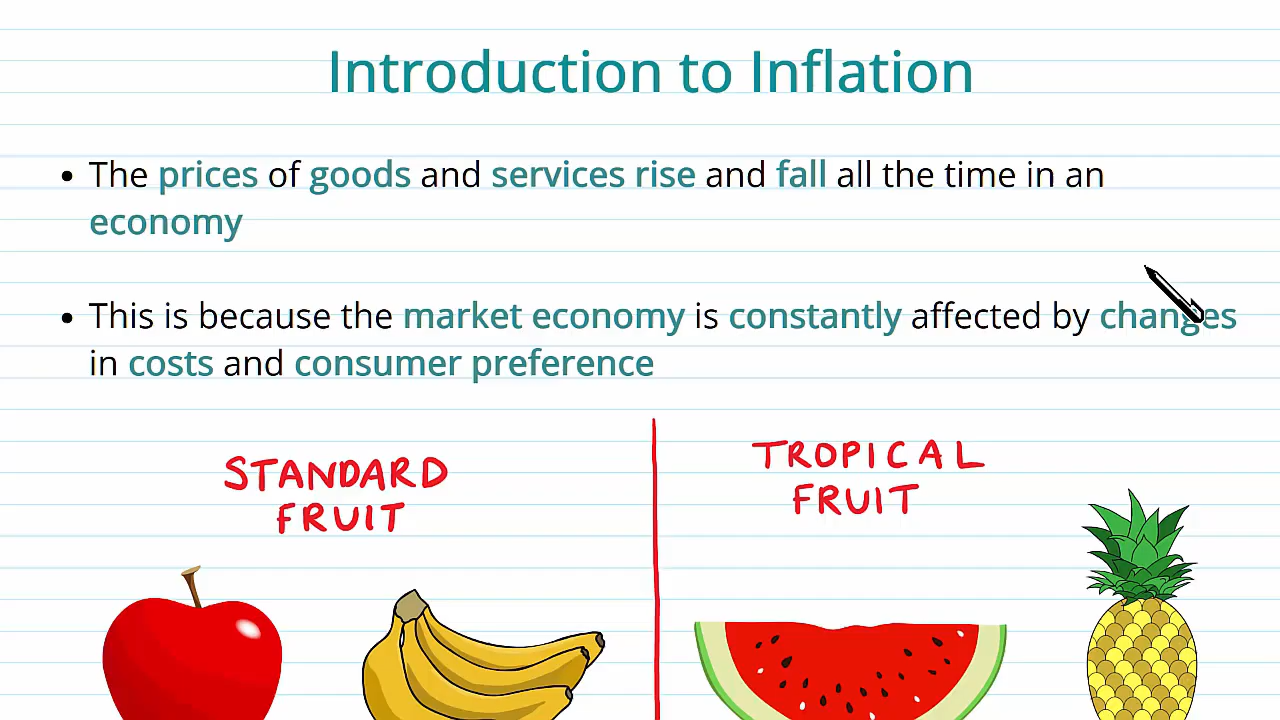 Introduction to Inflation
• The prices of goods and services rise and fall all the time in an
economy
• This is because the market economy is constantly affected by changes
in costs and consumer preference
STANDARD
FRUIT
TROPICAL
FRUIT